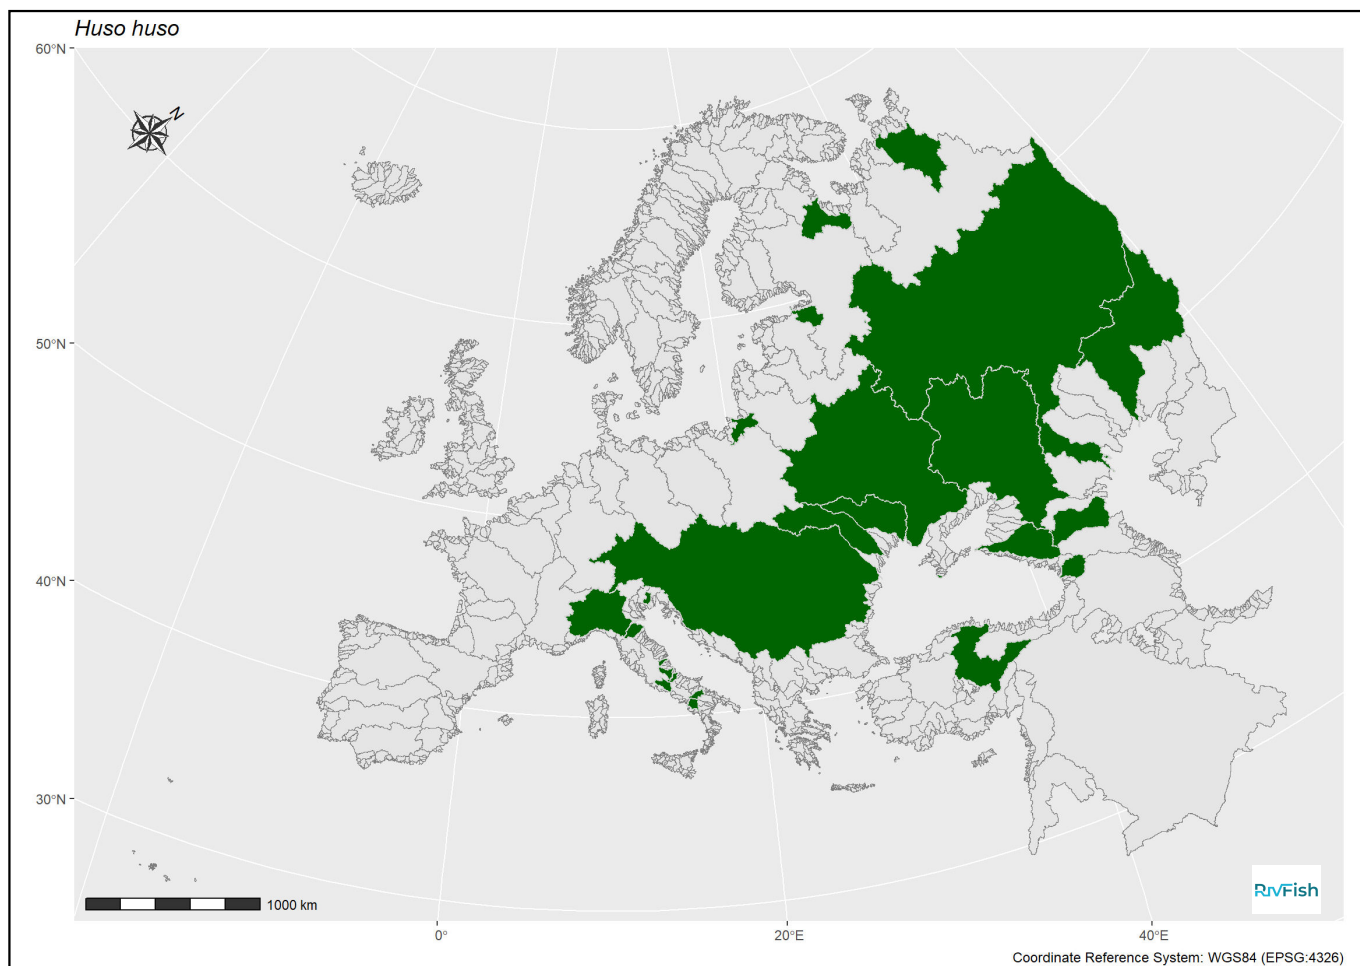 Huso huso
60°N
N
50°N
40°N
30°N
1000 km
RIVFish
0°
20°E
40°E
Coordinate Reference System: WGS84 (EPSG:4326)